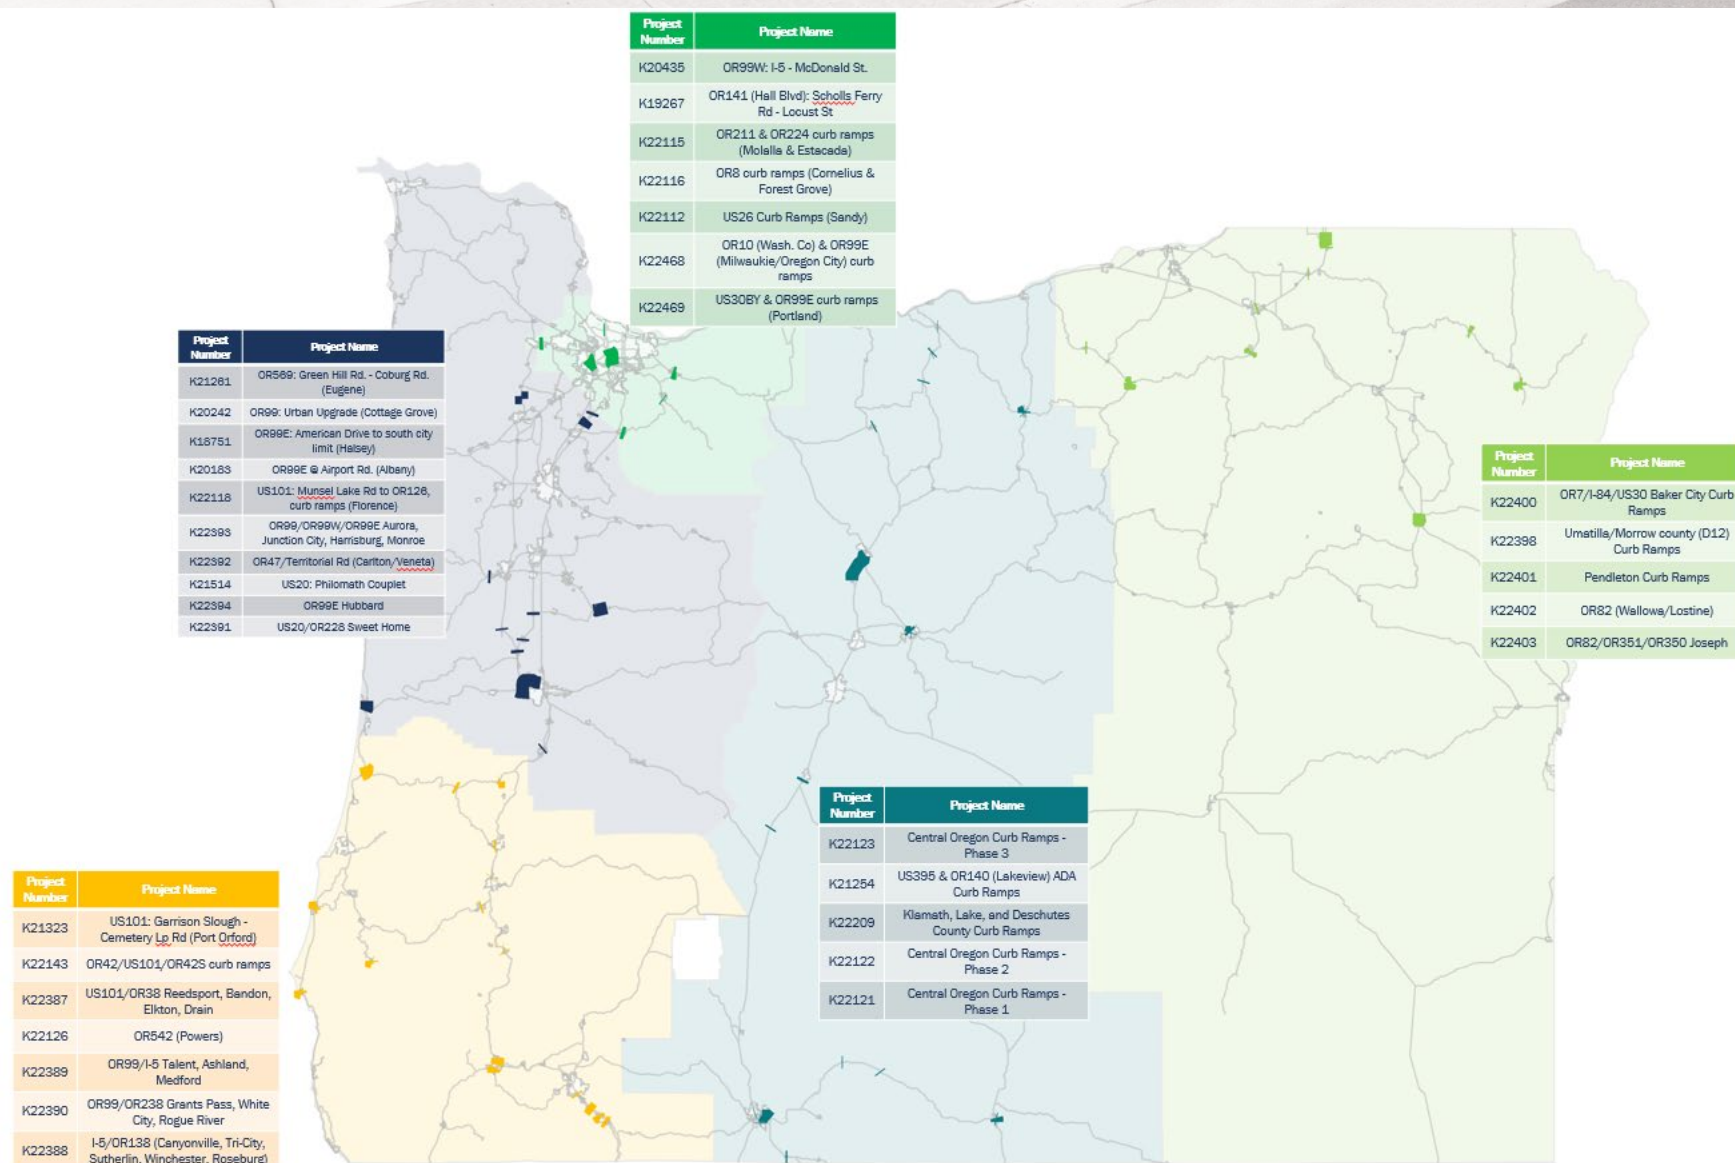 Project Number Project Name
K20435 OR99W: I-5 - McDonald St.
K19267 OR141 (Hall Blvd): Scholls Ferry
Rd - Locust St
K22115 OR211 & OR224 curb ramps
(Molalla & Estacada)
K22116 OR8 curb ramps (Cornelius &
Forest Grove)
K22112 US26 Curb Ramps (Sandy)
K22468 OR10 (Wash. Co) & OR99E
(Milwaukie/Oregon City) curb
ramps
K22469 US30BY & OR99E curb ramps
(Portland)
Project Number Project Name
K21261 OR569: Green Hill Rd. - Coburg Rd.
(Eugene)
K20242 OR99: Urban Upgrade (Cottage Grove)
K18751 OR99E: American Drive to south city
limit (Halsey)
K20183 OR99E @ Airport Rd. (Albany)
K22118 US101: Munsel Lake Rd to OR126,
curb ramps (Florence)
K22393 OR99/OR99W/OR99E Aurora,
Junction City, Harrisburg, Monroe
K22392 OR47/Territorial Rd (Carlton/Veneta)
K21514 US20: Philomath Couplet
K22394 OR99E Hubbard
K22391 US20/OR228 Sweet Home
Project Number Project Name
K22400 OR7/I-84/US30 Baker City Curb
Ramps
K22398 Umatilla/Morrow county (D12)
Curb Ramps
K22401 Pendleton Curb Ramps
K22402 OR82 (Wallowa/Lostine)
K22403 OR82/OR351/OR350 Joseph
Project Number Project Name
K22123 Central Oregon Curb Ramps -
Phase 3
K21254 US395 & OR140 (Lakeview) ADA
Curb Ramps
K22209 Klamath, Lake, and Deschutes
County Curb Ramps
K22122 Central Oregon Curb Ramps -
Phase 2
K22121 Central Oregon Curb Ramps -
Phase 1
Project Number Project Name
K21323 US101: Garrison Slough -
Cemetery Lp Rd (Port Orford)
K22143 OR42/US101/OR42S curb ramps
K22387 US101/OR38 Reedsport, Bandon,
Elkton, Drain
K22126 OR542 (Powers)
K22389 OR99/I-5 Talent, Ashland,
Medford
K22390 OR99/OR238 Grants Pass, White
City, Rogue River
K22388 I-5/OR138 (Canyonville, Tri-City,
Sutherlin, Winchester, Roseburg)